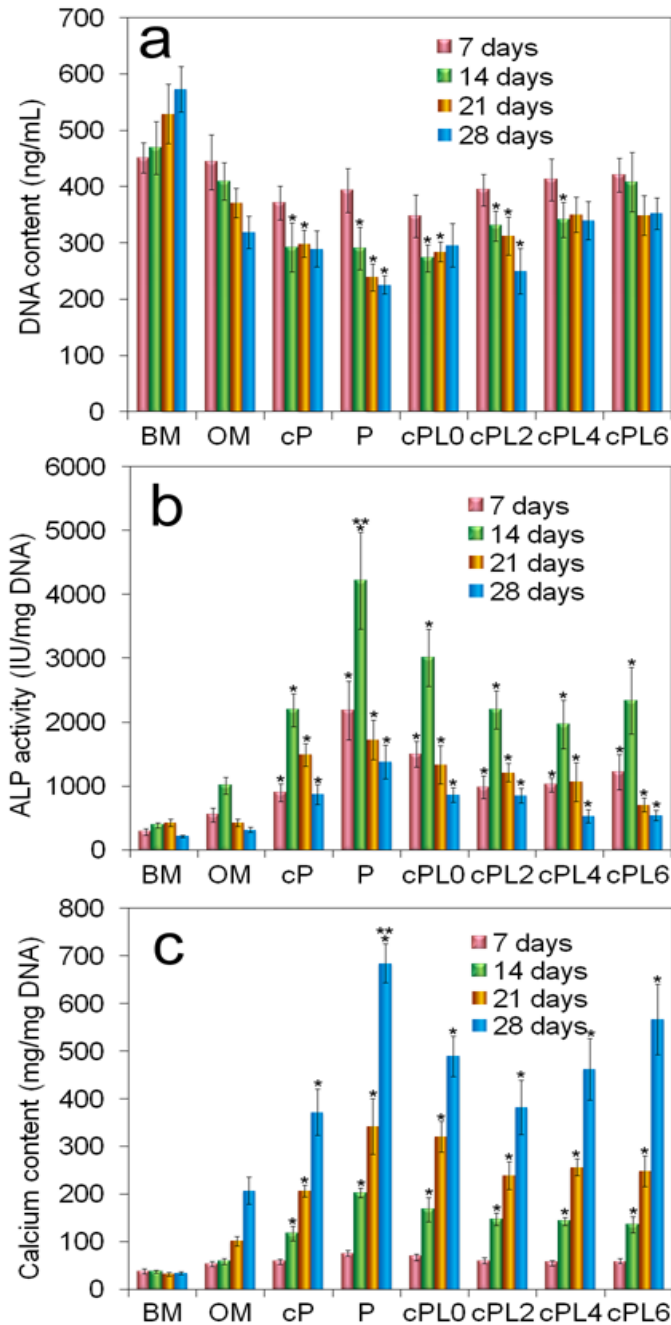 a
DNA content (ng/mL)
700
600
500
400
300
200
100
0
7 days
14 days
21 days
28 days
* * * * * * * * * * * *
BM OM cP P cPL0 cPL2 cPL4 cPL6
b
ALP activity (IU/mg DNA)
6000
5000
4000
3000
2000
1000
0
7 days
14 days
21 days
28 days
**
* * * * * * * * * * * * * * * * * * * * * * * *
BM OM cP P cPL0 cPL2 cPL4 cPL6
c
Calcium content (mg/mg DNA)
800
700
600
500
400
300
200
100
0
7 days
14 days
21 days
28 days
**
* * * * * * * * * * * * * * * * * *
BM OM cP P cPL0 cPL2 cPL4 cPL6